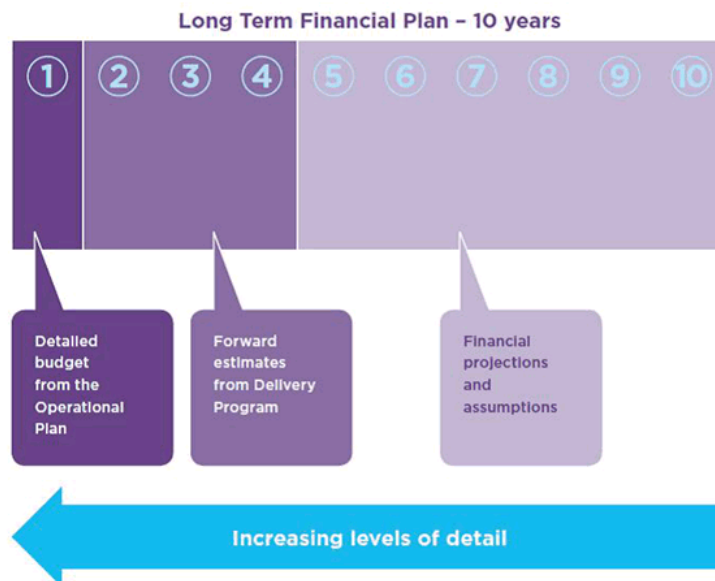 Long Term Financial Plan – 10 years
1 2 3 4 5 6 7 8 9 10
Detailed
budget
from the
Operational
Plan
Forward
estimates
from Delivery
Program
Financial
projections
and
assumptions
Increasing levels of detail